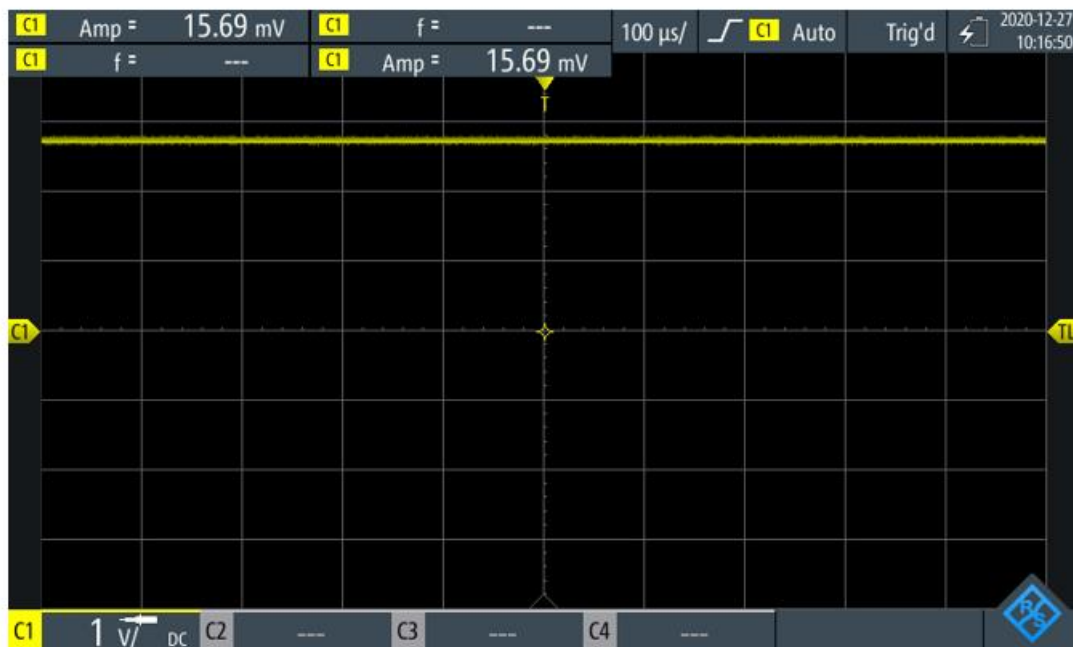 C1 Amp = 15.69 mV C1 f = --- 100 µs/ C1 Auto Trig'd 2020-12-27
C1 f = --- C1 Amp = 15.69 mV 10:16:50
T
C1 TL
C1 1 V/ DC C2 --- C3 --- C4 ---
R S